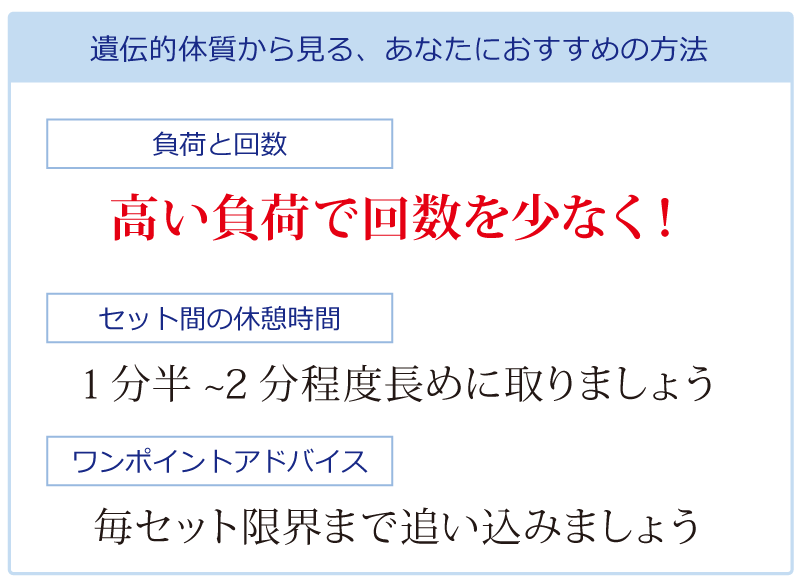 遺伝的体質から見る、あなたにおすすめの方法
負荷と回数
高い負荷で回数を少なく！
セット間の休憩時間
1分半~2分程度長めに取りましょう
ワンポイントアドバイス
毎セット限界まで追い込みましょう